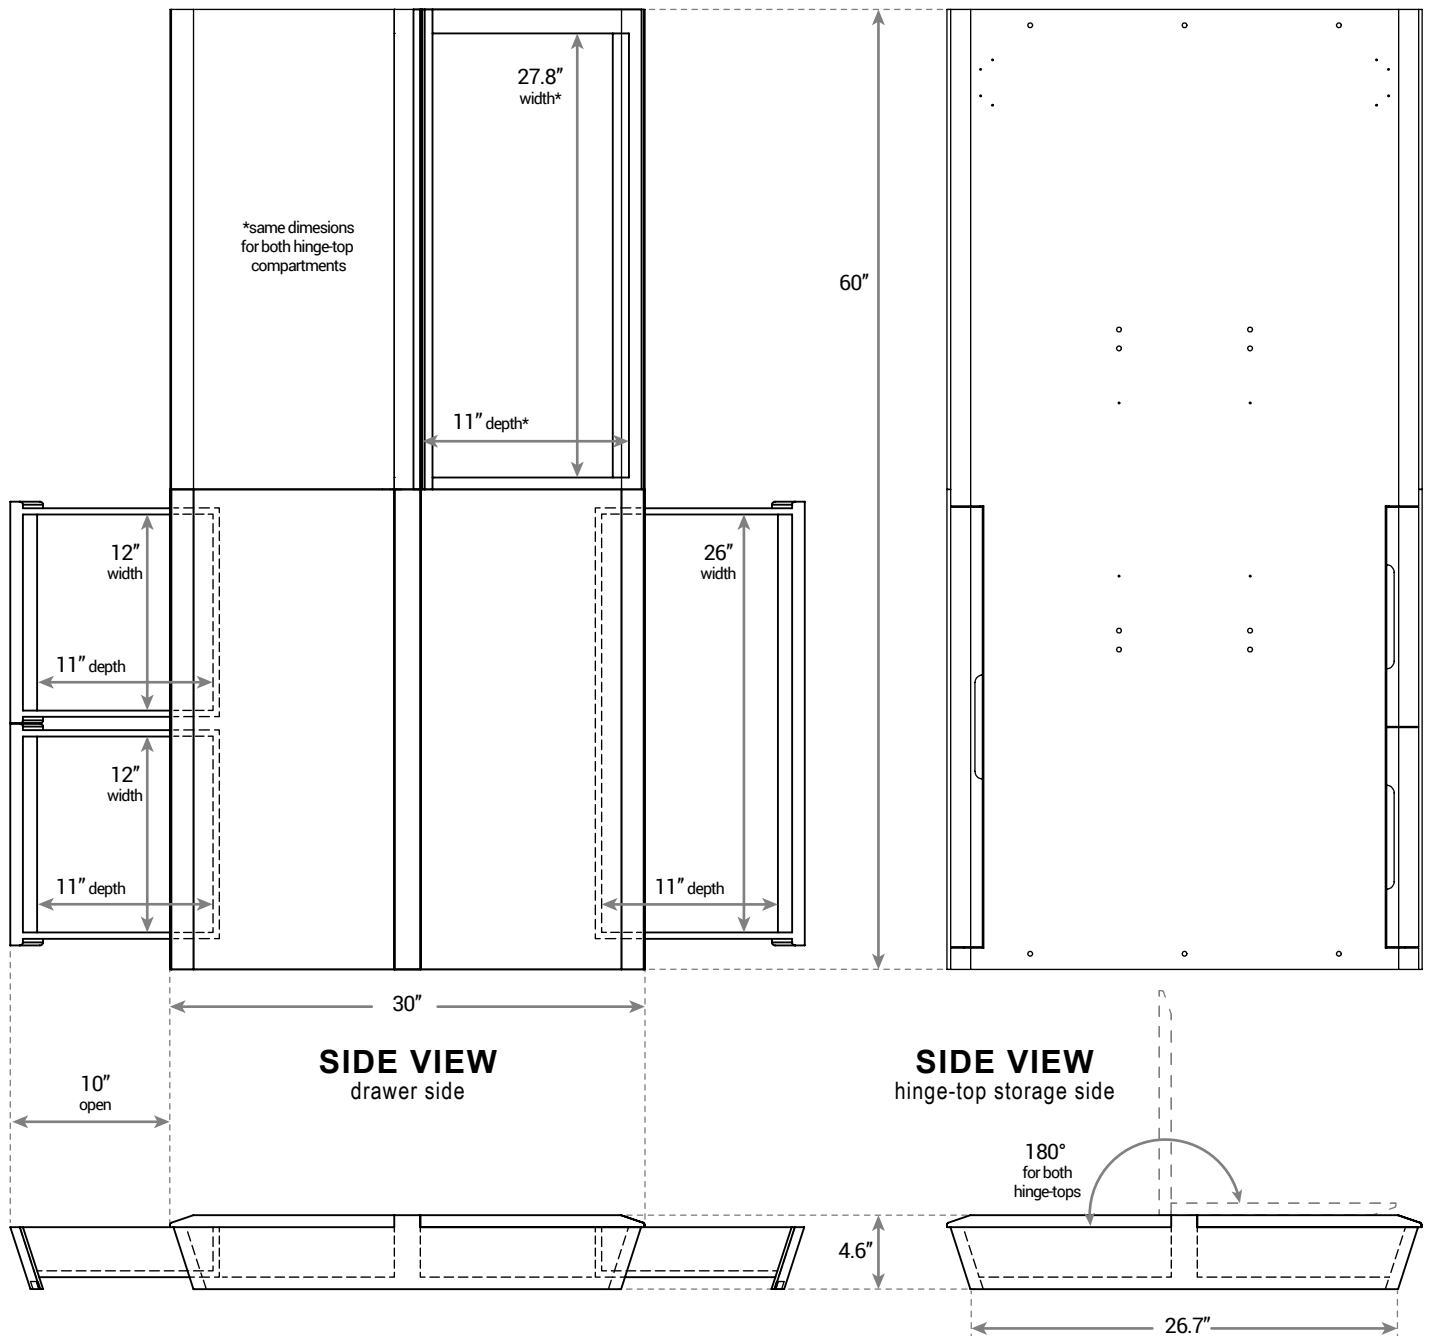 27.8”
width*
*same dimesions
for both hinge-top
compartments
11” depth*
60”
12”
width
11” depth
26”
width
12”
width
11” depth
11” depth
30”
SIDE VIEW
drawer side
SIDE VIEW
hinge-top storage side
10”
open
180°
for both
hinge-tops
4.6”
26.7”